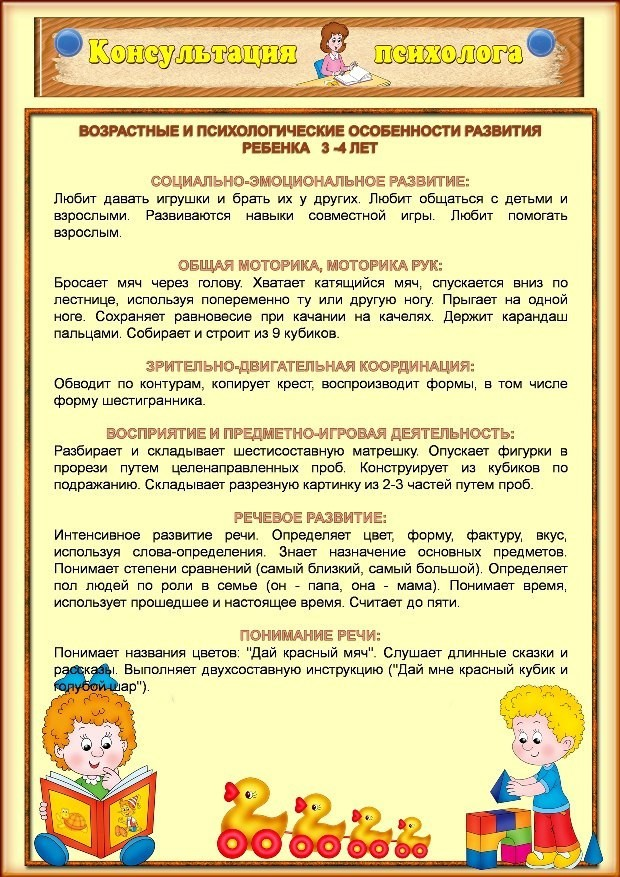 Консультация психолога
ВОЗРАСТНЫЕ И ПСИХОЛОГИЧЕСКИЕ ОСОБЕННОСТИ РАЗВИТИЯ
РЕБЕНКА 3 -4 ЛЕТ
СОЦИАЛЬНО-ЭМОЦИОНАЛЬНОЕ РАЗВИТИЕ:
Любит давать игрушки и брать их у других. Любит общаться с детьми и
взрослыми. Развиваются навыки совместной игры. Любит помогать
взрослым.
ОБЩАЯ МОТОРИКА, МОТОРИКА РУК:
Бросает мяч через голову. Хватает катящийся мяч, спускается вниз по
лестнице, используя попеременно ту или другую ногу. Прыгает на одной
ноге. Сохраняет равновесие при качании на качелях. Держит карандаш
пальцами. Собирает и строит из 9 кубиков.
ЗРИТЕЛЬНО-ДВИГАТЕЛЬНАЯ КООРДИНАЦИЯ:
Обводит по контурам, копирует крест, воспроизводит формы, в том числе
форму шестигранника.
ВОСПРИЯТИЕ И ПРЕДМЕТНО-ИГРОВАЯ ДЕЯТЕЛЬНОСТЬ:
Разбирает и складывает шестисоставную матрешку. Опускает фигурки в
прорези путем целенаправленных проб. Конструирует из кубиков по
подражанию. Складывает разрезную картинку из 2-3 частей путем проб.
РЕЧЕВОЕ РАЗВИТИЕ:
Интенсивное развитие речи. Определяет цвет, форму, фактуру, вкус,
используя слова-определения. Знает назначение основных предметов.
Понимает степени сравнений (самый близкий, самый большой). Определяет
пол людей по роли в семье (он - папа, она - мама). Понимает время,
использует прошедшее и настоящее время. Считает до пяти.
ПОНИМАНИЕ РЕЧИ:
Понимает названия цветов: "Дай красный мяч". Слушает длинные сказки и
рассказы. Выполняет двухсоставную инструкцию ("Дай мне красный кубик и
голубой шар").